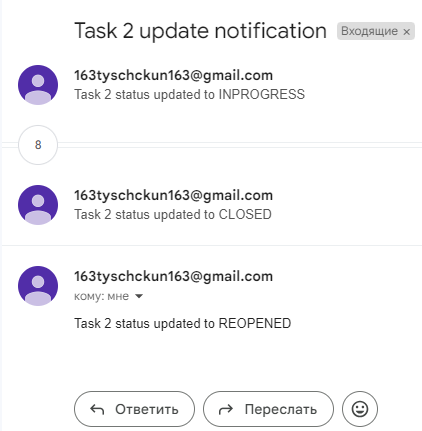 Task 2 update notification Входящие ×
163tyschckun163@gmail.com
Task 2 status updated to INPROGRESS
8
163tyschckun163@gmail.com
Task 2 status updated to CLOSED
163tyschckun163@gmail.com
кому: мне
Task 2 status updated to REOPENED
Ответить Переслать